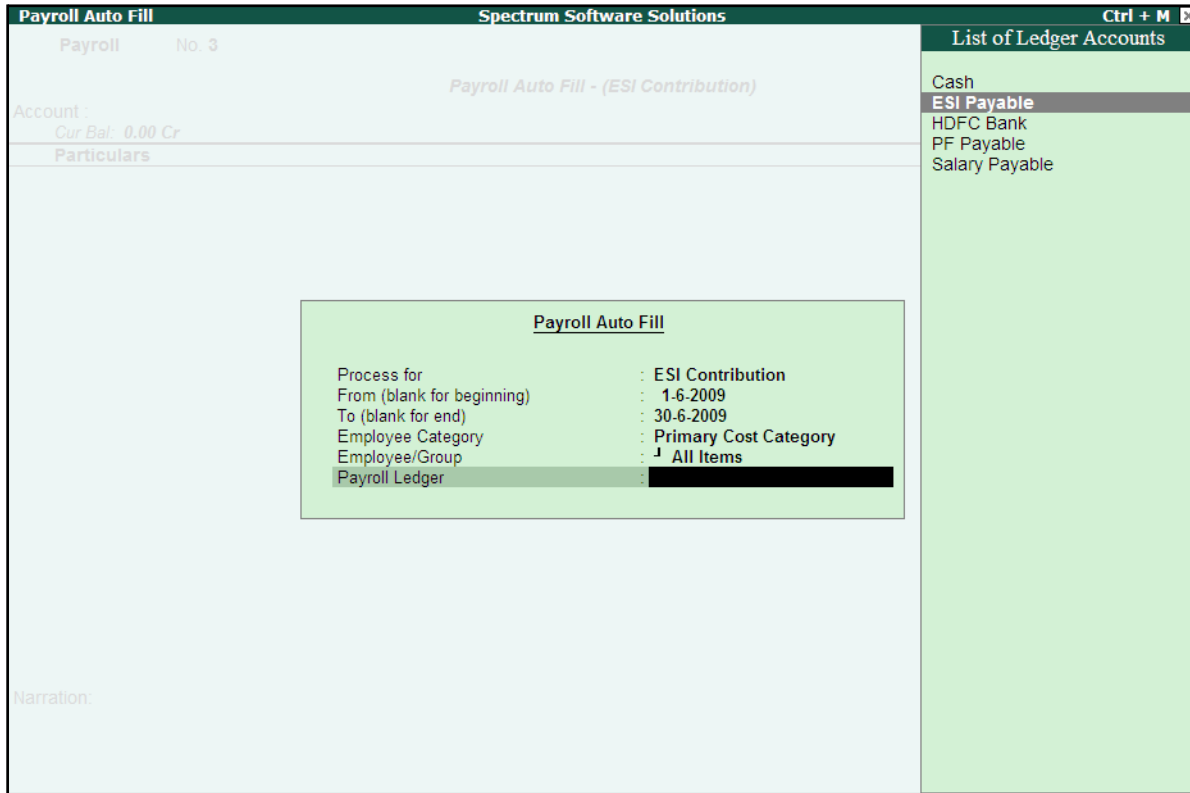 Payroll Auto Fill Spectrum Software Solutions Ctrl + M
Payroll No. 3
Payroll Auto Fill - (ESI Contribution)
Account :
Cur Bal: 0.00 Cr
Particulars
Payroll Auto Fill
Process for : ESI Contribution
From (blank for beginning) : 1-6-2009
To (blank for end) : 30-6-2009
Employee Category : Primary Cost Category
Employee/Group : ┘ All Items
Payroll Ledger :
Narration:
List of Ledger Accounts
Cash
ESI Payable
HDFC Bank
PF Payable
Salary Payable